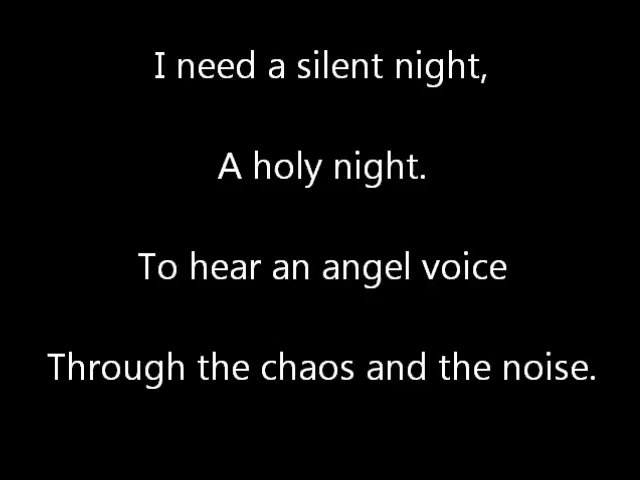 I need a silent night,
A holy night.
To hear an angel voice
Through the chaos and the noise.